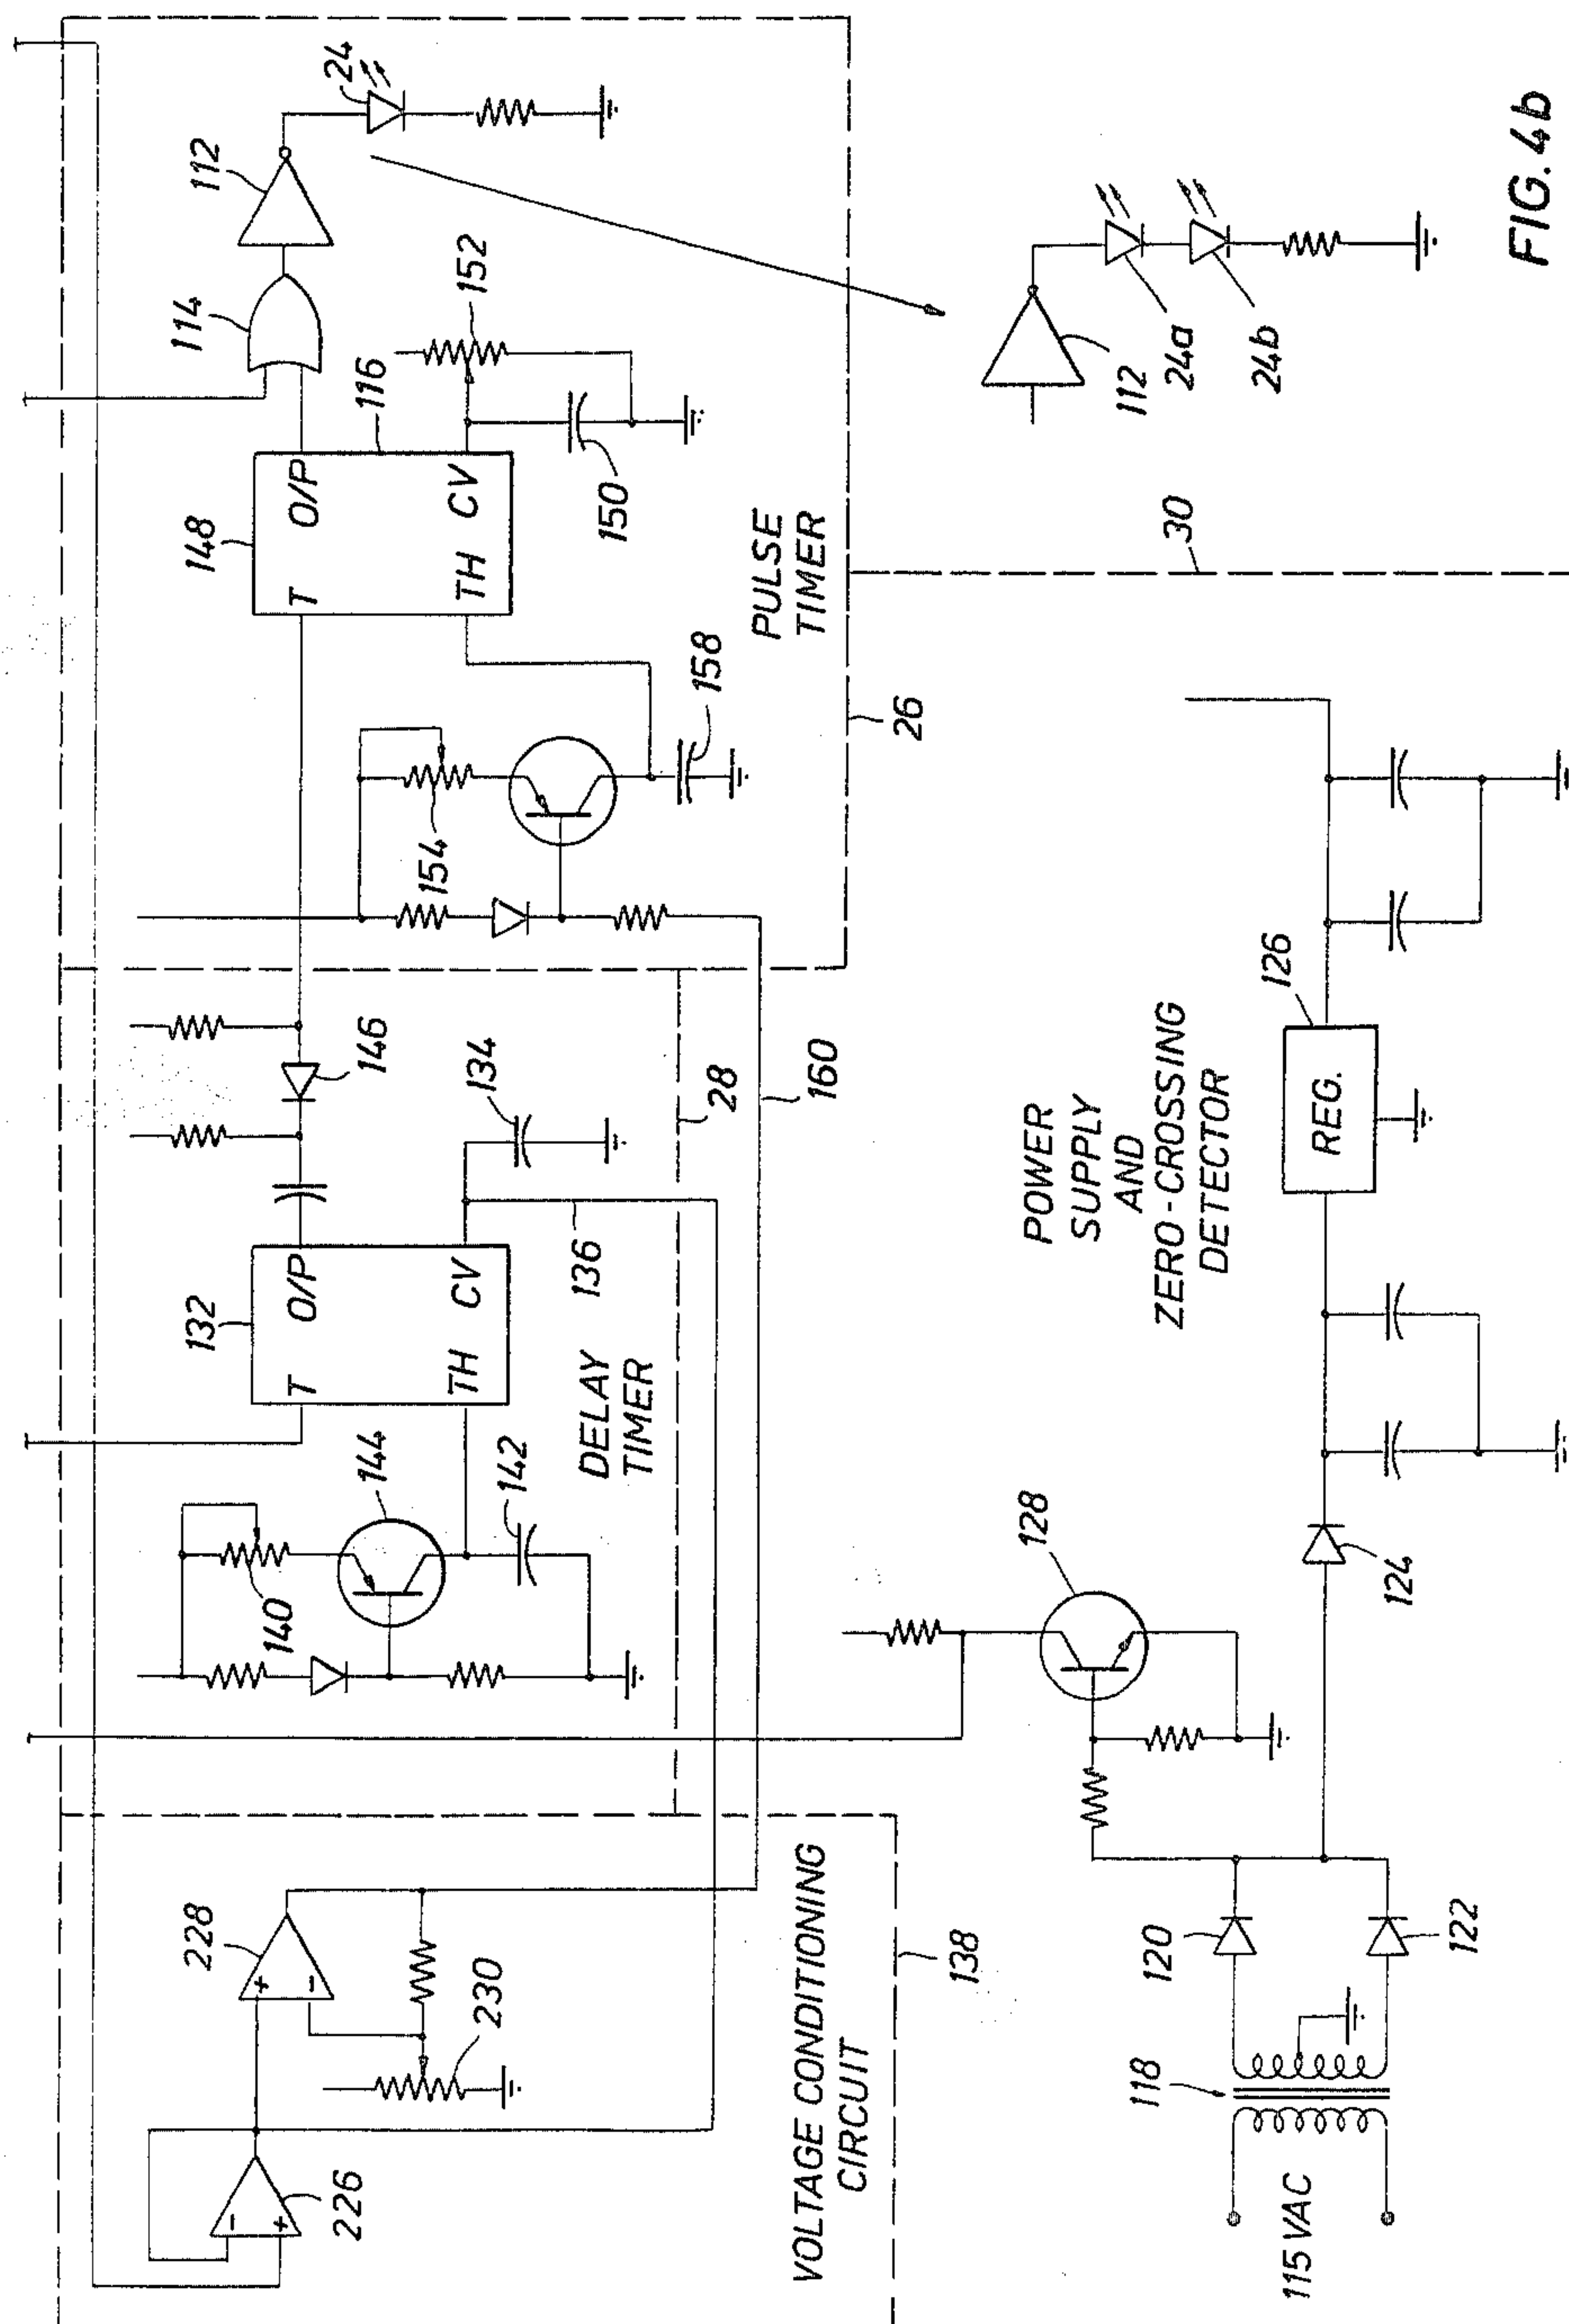 226
228
230
VOLTAGE CONDITIONING
CIRCUIT
138
140
144
142
132
T O/P
TH CV
DELAY
TIMER
136
134
146
28
160
154
158
148
T O/P
TH CV
116
150
152
114
112
24
PULSE
TIMER
26
30
115 VAC
118
120
122
128
124
POWER
SUPPLY
AND
ZERO-CROSSING
DETECTOR
126
REG.
112
24a
24b
FIG. 4b